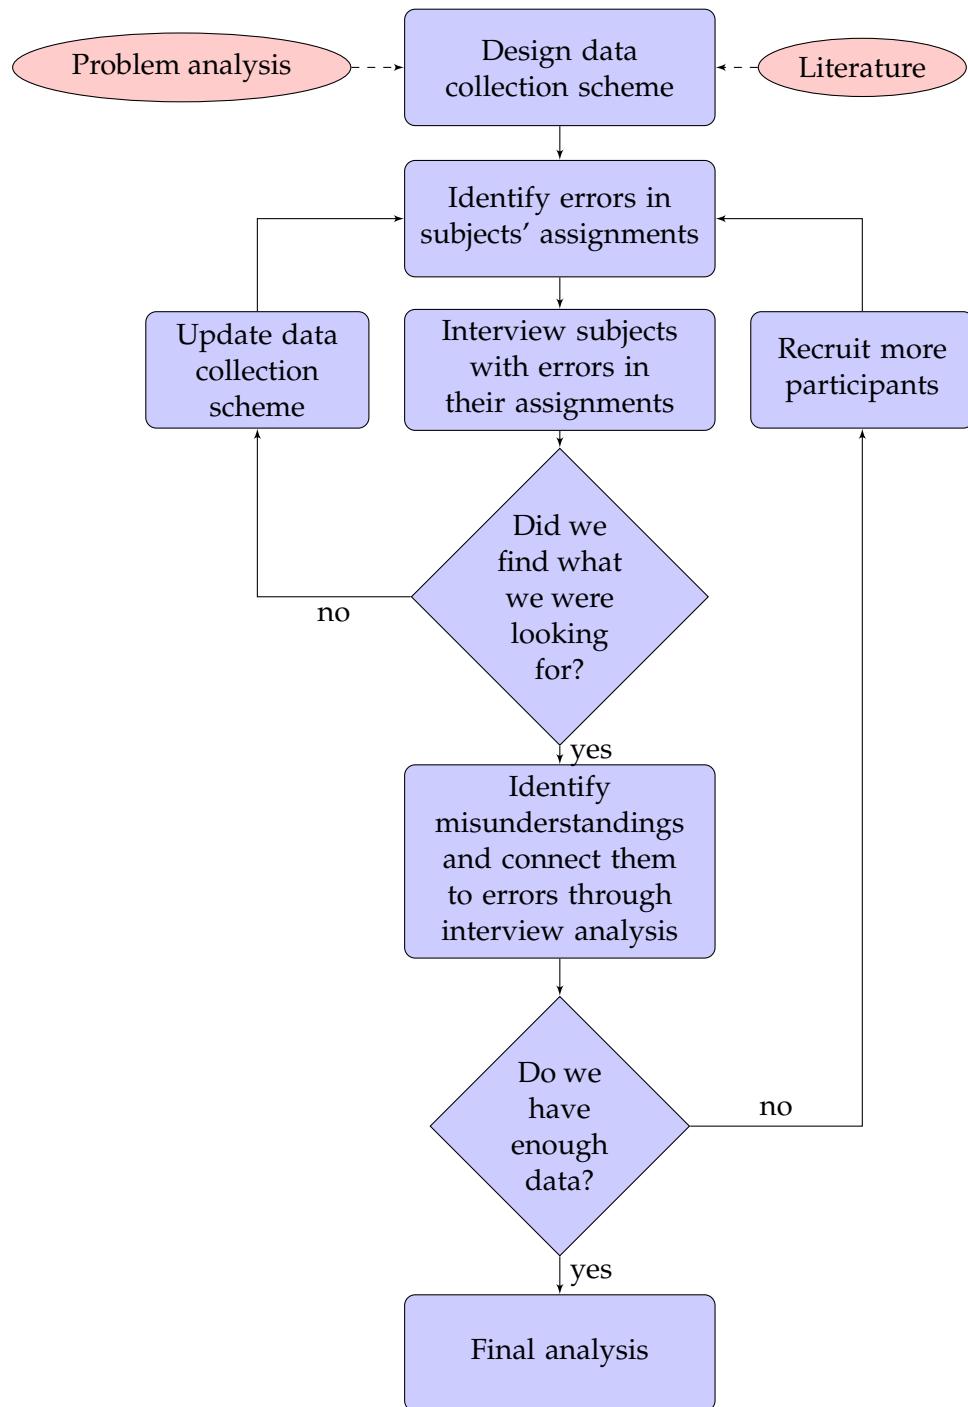 Problem analysis
Design data
collection scheme
Literature
Identify errors in
subjects’ assignments
Update data
collection
scheme
Interview subjects
with errors in
their assignments
Recruit more
participants
Did we
find what
we were
looking
for?
no
yes
Identify
misunderstandings
and connect them
to errors through
interview analysis
Do we
have
enough
data?
no
yes
Final analysis